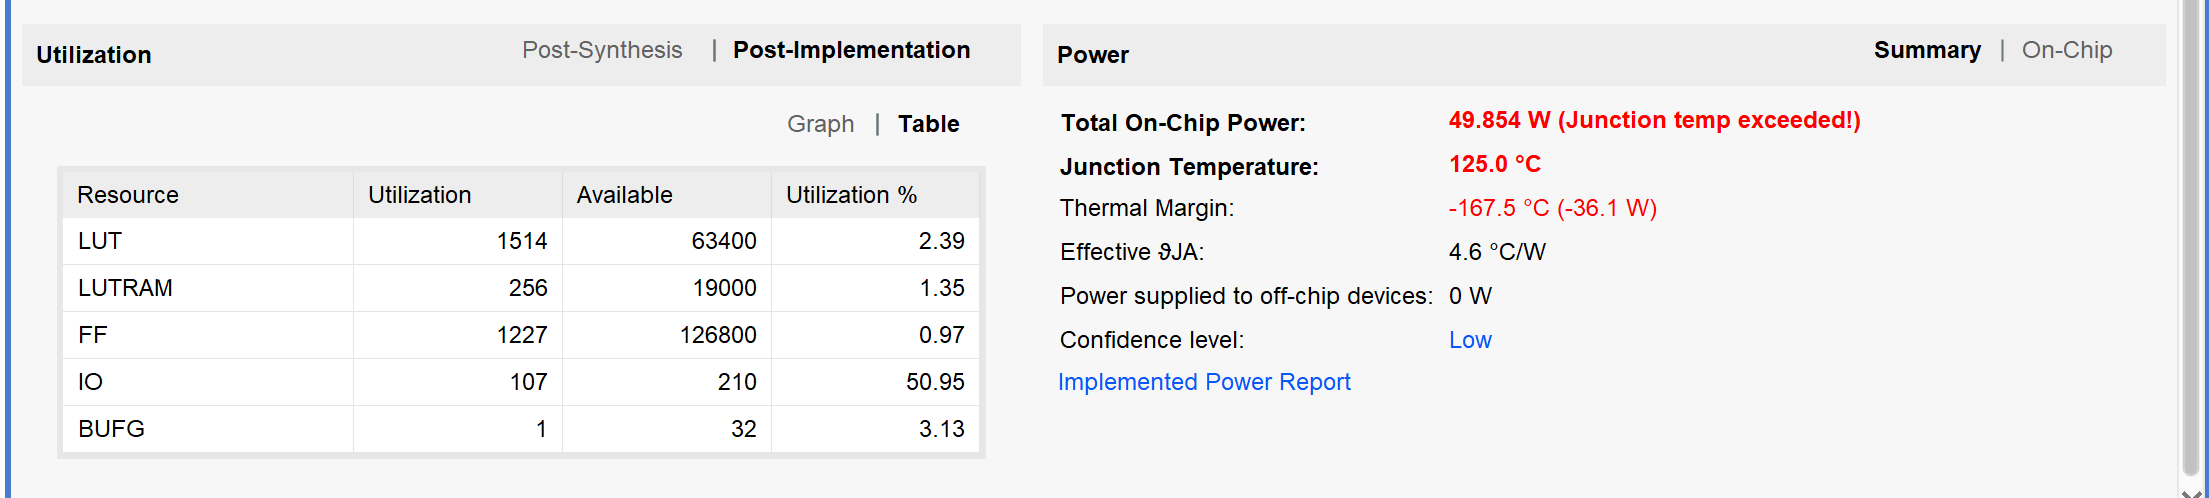 Utilization Post-Synthesis | Post-Implementation
Graph | Table
Resource Utilization Available Utilization %
LUT 1514 63400 2.39
LUTRAM 256 19000 1.35
FF 1227 126800 0.97
IO 107 210 50.95
BUFG 1 32 3.13
Power Summary | On-Chip
Total On-Chip Power: 49.854 W (Junction temp exceeded!)
Junction Temperature: 125.0 °C
Thermal Margin: -167.5 °C (-36.1 W)
Effective ϑJA: 4.6 °C/W
Power supplied to off-chip devices: 0 W
Confidence level: Low
Implemented Power Report